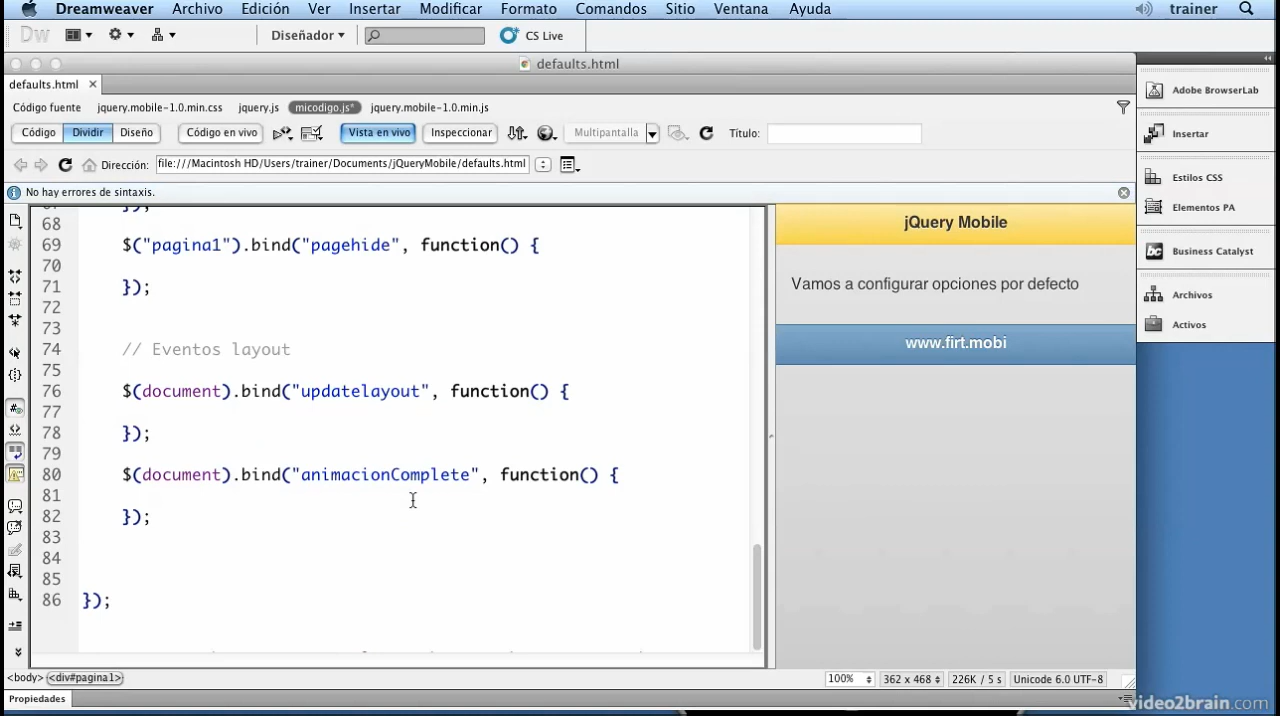 Dreamweaver Archivo Edición Ver Insertar Modificar Formato Comandos Sitio Ventana Ayuda trainer
Dw Diseñador CS Live
defaults.html
defaults.html
Código fuente jquery.mobile-1.0.min.css jquery.js micodigo.js* jquery.mobile-1.0.min.js
Código Dividir Diseño Código en vivo Vista en vivo Inspeccionar Multipantalla Título:
Dirección: file:///Macintosh HD/Users/trainer/Documents/jQueryMobile/defaults.html
No hay errores de sintaxis.
68
69 $("pagina1").bind("pagehide", function() {
70
71 });
72
73
74 // Eventos layout
75
76 $(document).bind("updatelayout", function() {
77
78 });
79
80 $(document).bind("animacionComplete", function() {
81
82 });
83
84
85
86 });
jQuery Mobile
Vamos a configurar opciones por defecto
www.firt.mobi
Adobe BrowserLab
Insertar
Estilos CSS
Elementos PA
bc Business Catalyst
Archivos
Activos
<body> <div#pagina1> 100% 362 x 468 226K / 5 s Unicode 6.0 UTF-8
Propiedades
video2brain.com